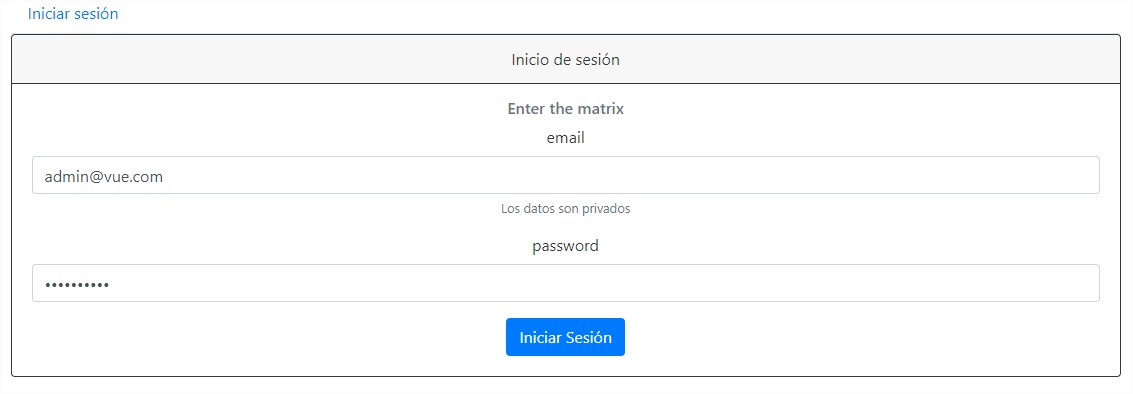 Iniciar sesión
Inicio de sesión
Enter the matrix
email
admin@vue.com
Los datos son privados
password
••••••••••
Iniciar Sesión